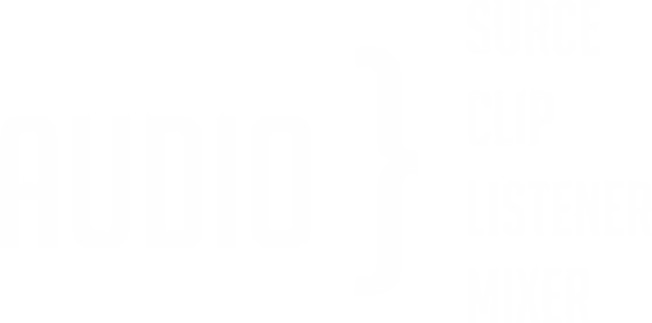 AUDIO }
SURCE
CLIP
LISTENER
MIXER